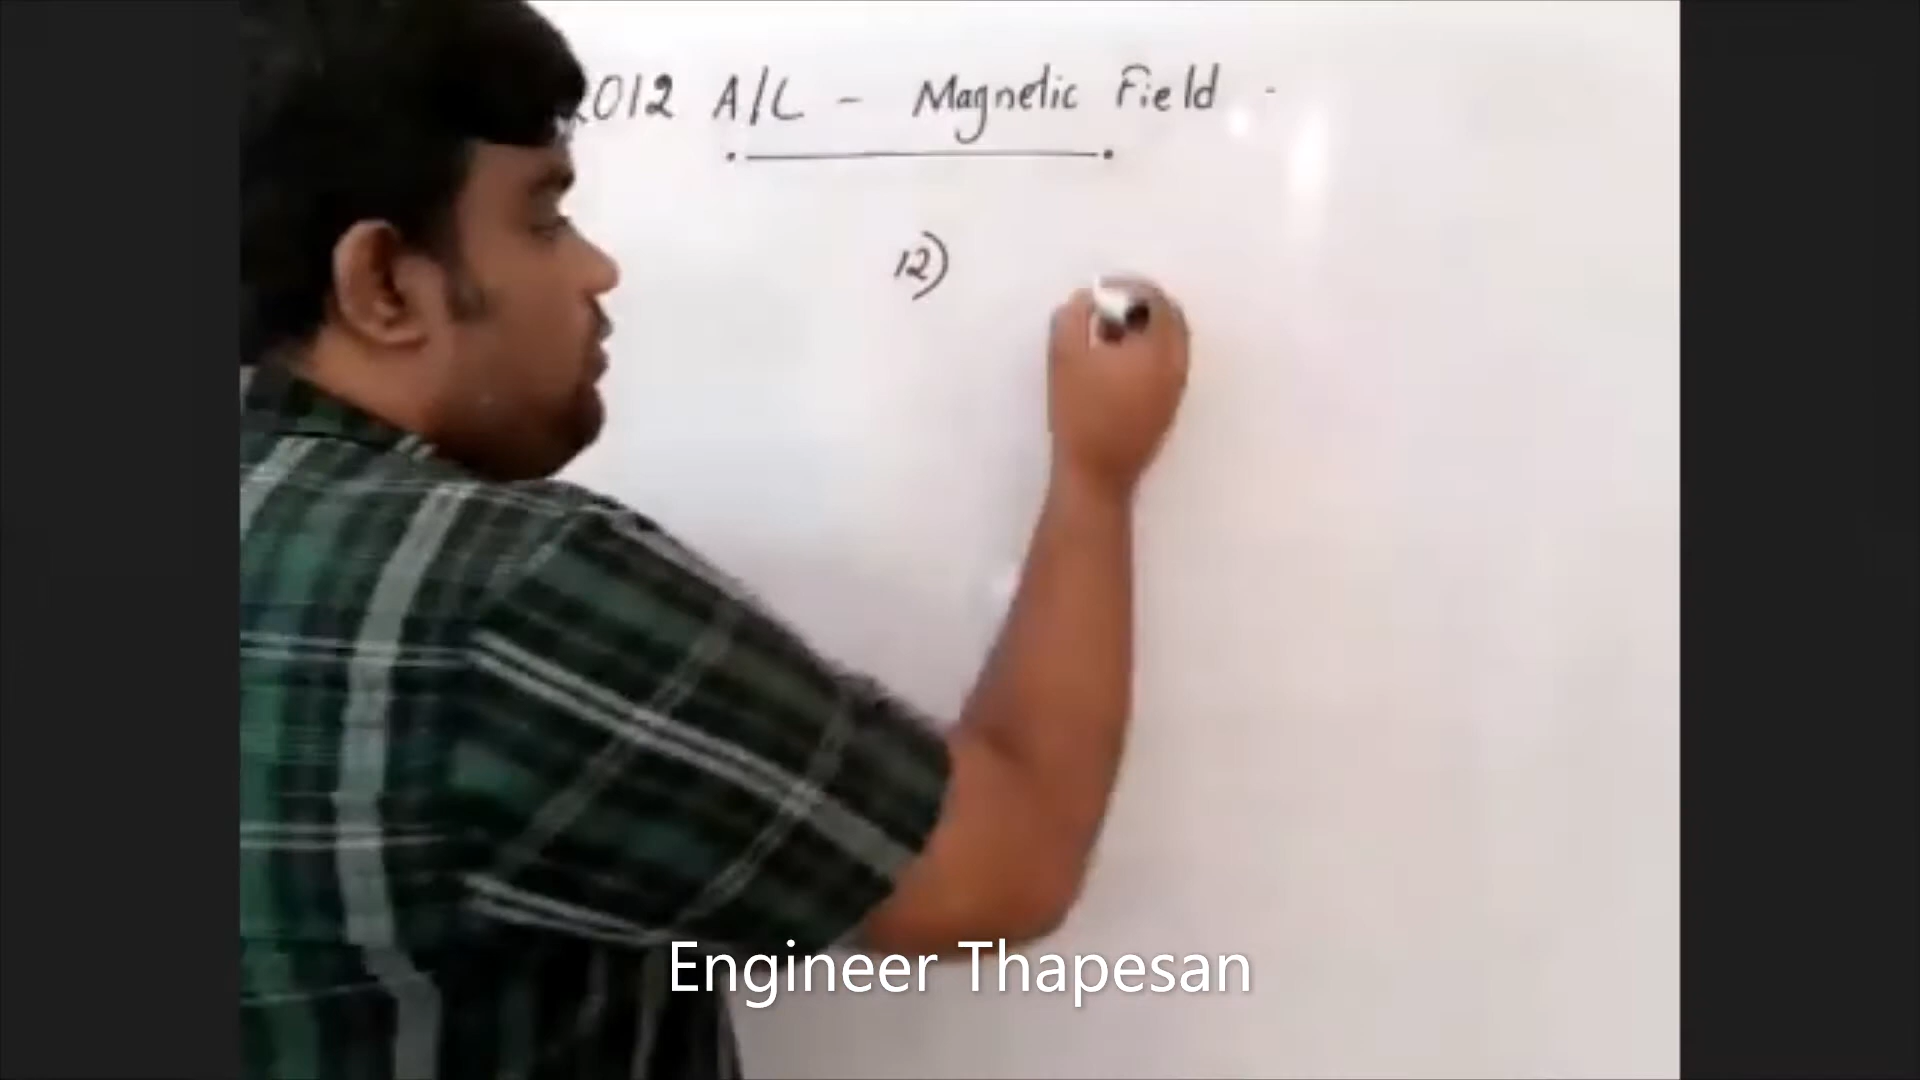 2012 A/L - Magnetic Field -
12)
Engineer Thapesan